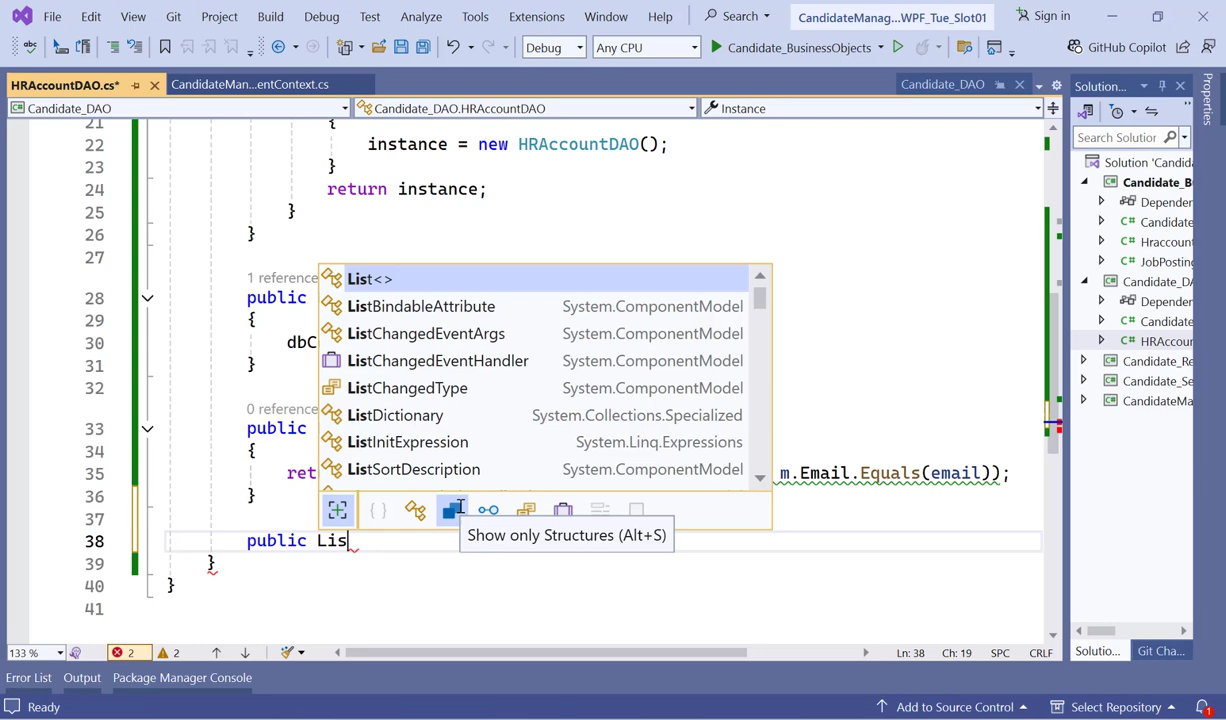 File Edit View Git Project Build Debug Test Analyze Tools Extensions Window Help Search CandidateManag...WPF_Tue_Slot01 Sign in
Debug Any CPU Candidate_BusinessObjects GitHub Copilot
HRAccountDAO.cs* CandidateMan...entContext.cs Candidate_DAO Solution...
Candidate_DAO Candidate_DAO.HRAccountDAO Instance
Search Solution
21 {
22 instance = new HRAccountDAO();
23 }
24 return instance;
25 }
26 }
27
1 reference
28 public
29 {
30 dbC
31 }
32
0 reference
33 public
34 {
35 ret m.Email.Equals(email));
36 }
37
38 public Lis
39 }
40 }
41
List<>
ListBindableAttribute System.ComponentModel
ListChangedEventArgs System.ComponentModel
ListChangedEventHandler System.ComponentModel
ListChangedType System.ComponentModel
ListDictionary System.Collections.Specialized
ListInitExpression System.Linq.Expressions
ListSortDescription System.ComponentModel
Show only Structures (Alt+S)
Solution 'Candida
Candidate_B
Dependen
Candidate
Hraccount
JobPosting
Candidate_DA
Dependen
Candidate
HRAccou
Candidate_Re
Candidate_Se
CandidateMa
Properties
133 % 2 2 Ln: 38 Ch: 19 SPC CRLF
Solutio... Git Cha...
Error List Output Package Manager Console
Ready Add to Source Control Select Repository 1